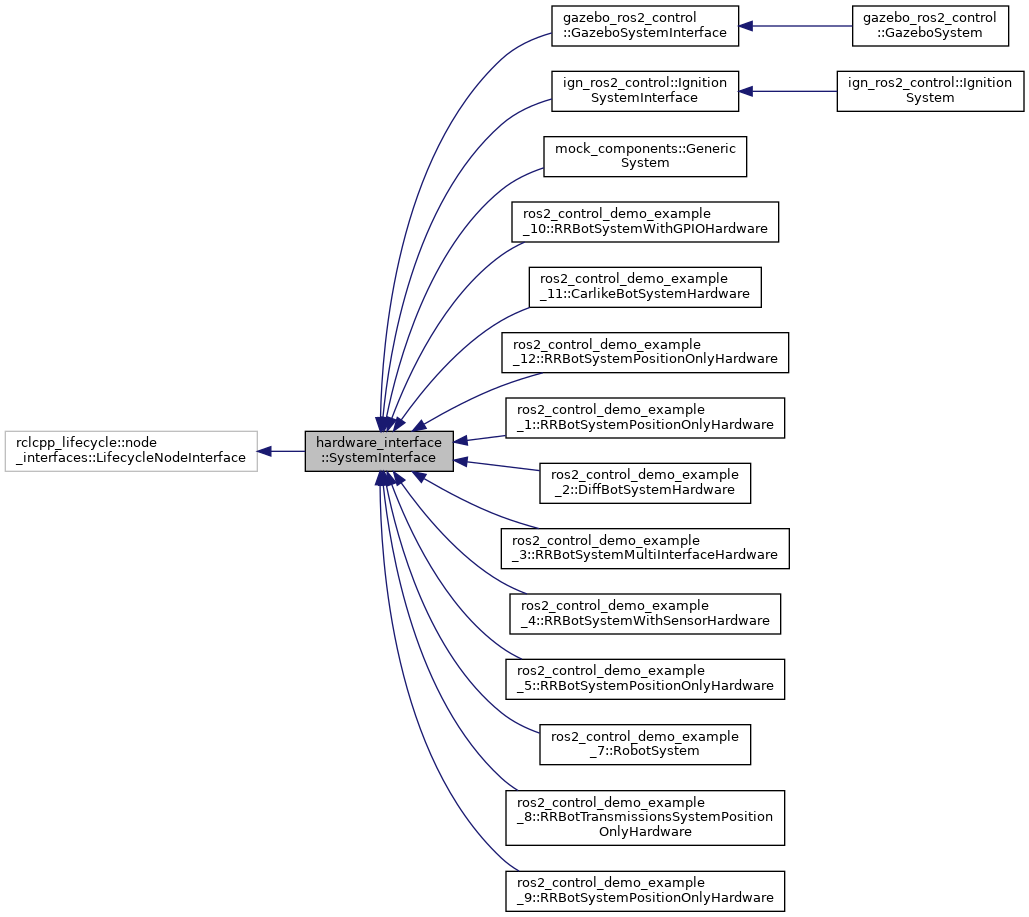 gazebo_ros2_control
::GazeboSystemInterface
gazebo_ros2_control
::GazeboSystem
ign_ros2_control::Ignition
SystemInterface
ign_ros2_control::Ignition
System
mock_components::Generic
System
ros2_control_demo_example
_10::RRBotSystemWithGPIOHardware
ros2_control_demo_example
_11::CarlikeBotSystemHardware
ros2_control_demo_example
_12::RRBotSystemPositionOnlyHardware
ros2_control_demo_example
_1::RRBotSystemPositionOnlyHardware
rclcpp_lifecycle::node
_interfaces::LifecycleNodeInterface
hardware_interface
::SystemInterface
ros2_control_demo_example
_2::DiffBotSystemHardware
ros2_control_demo_example
_3::RRBotSystemMultiInterfaceHardware
ros2_control_demo_example
_4::RRBotSystemWithSensorHardware
ros2_control_demo_example
_5::RRBotSystemPositionOnlyHardware
ros2_control_demo_example
_7::RobotSystem
ros2_control_demo_example
_8::RRBotTransmissionsSystemPosition
OnlyHardware
ros2_control_demo_example
_9::RRBotSystemPositionOnlyHardware